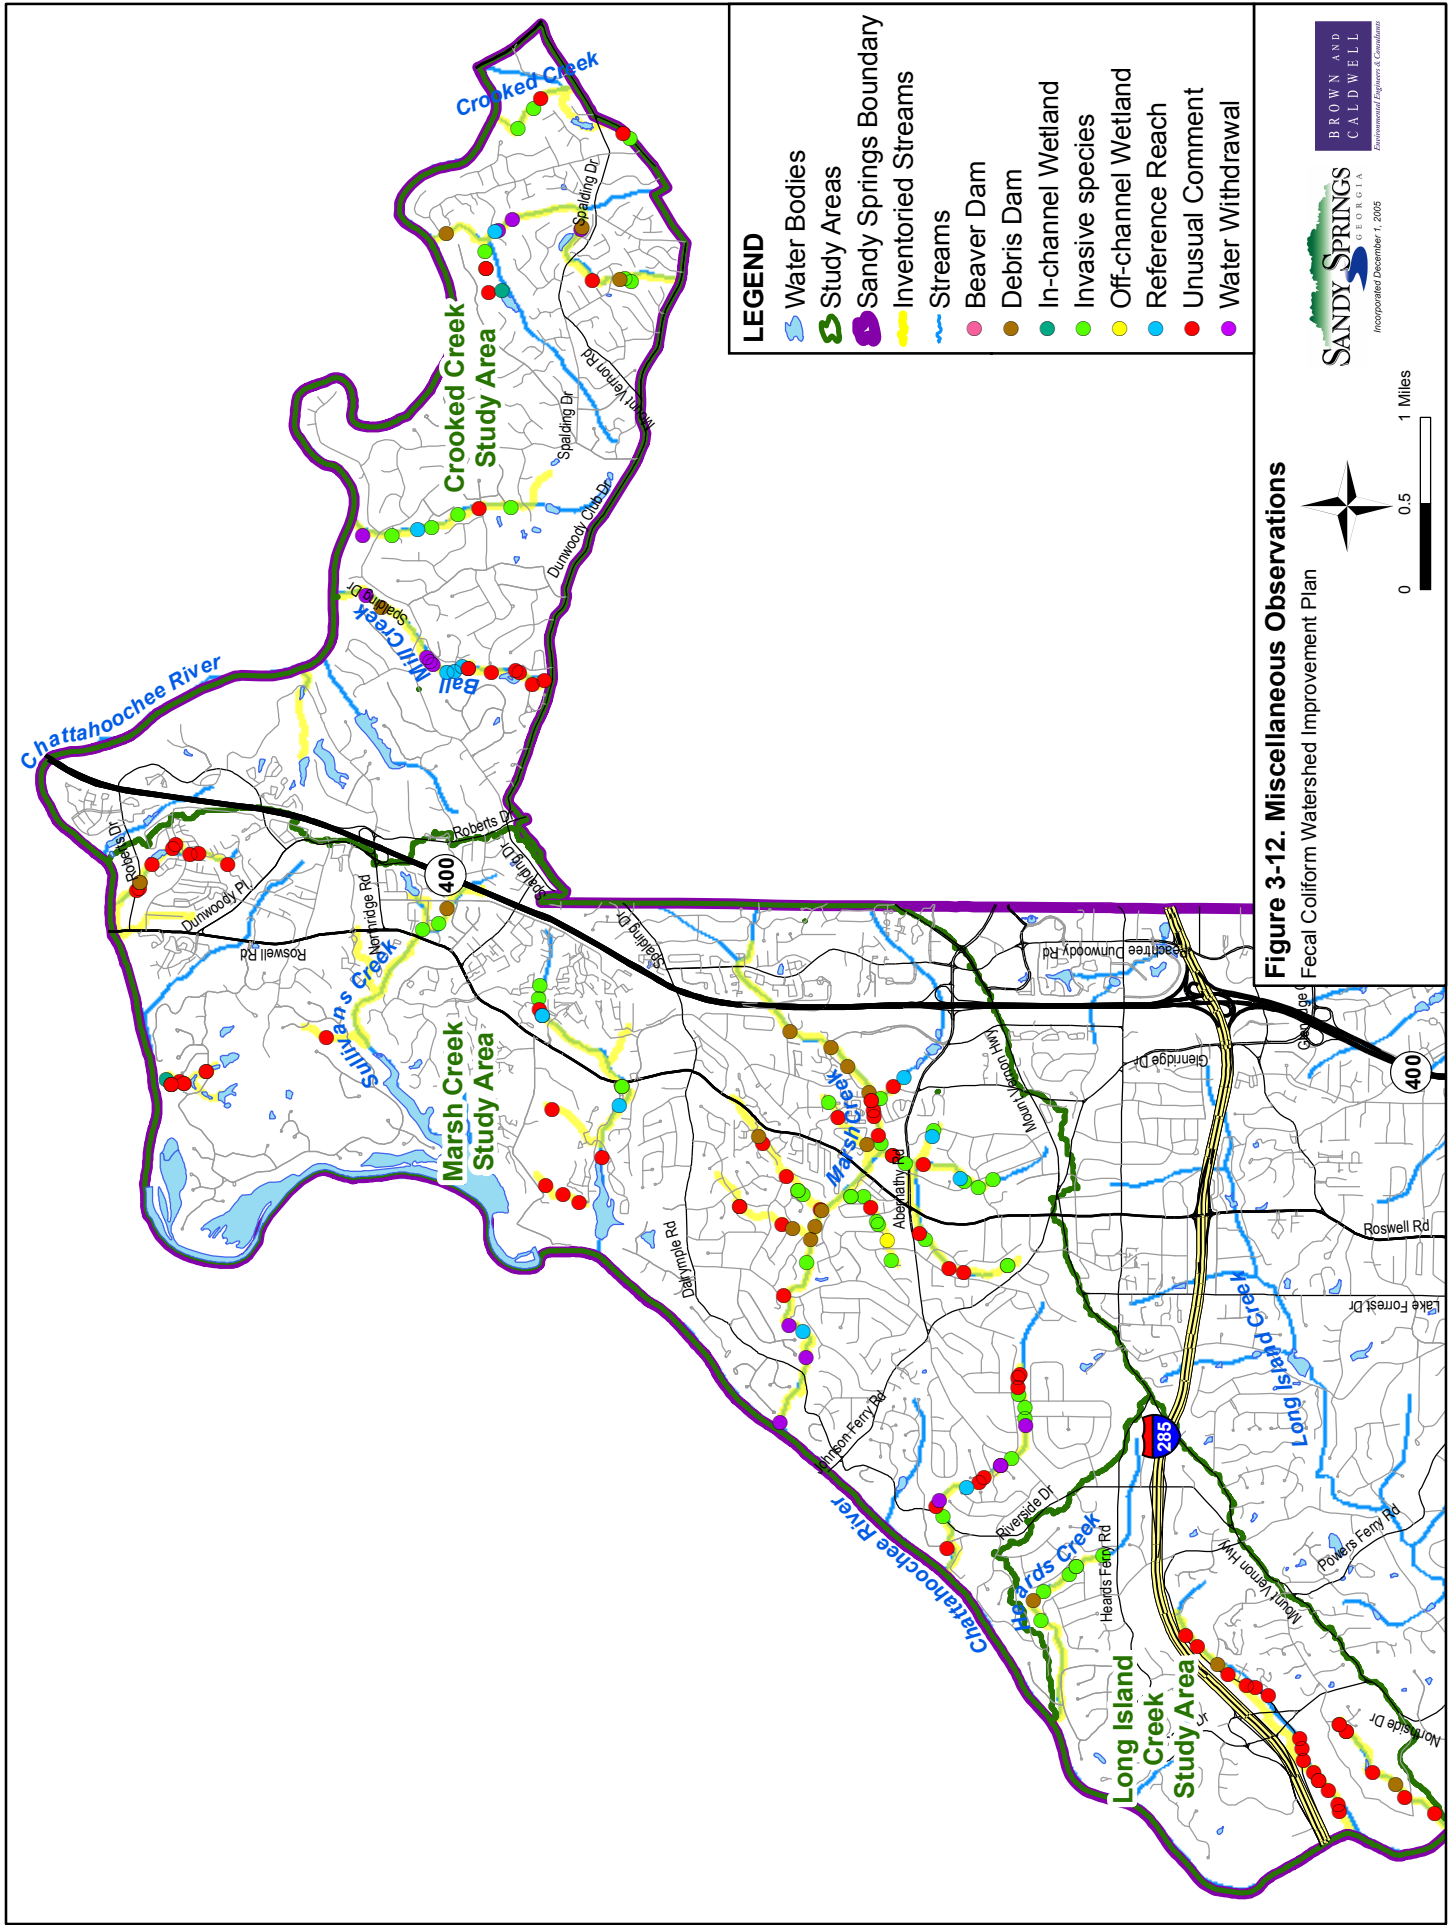 Crooked Creek
Chattahoochee River
Spalding Dr
Mount Vernon Rd
Spalding Dr
Crooked Creek
Study Area
Dunwoody Club Dr
Spalding Dr
Ball
Mill Creek
Roberts Dr
Roberts Dr
Spalding Dr
Dunwoody Pl
Northridge Rd
Roswell Rd
400
Sullivans Creek
Marsh Creek
Study Area
Spalding Dr
Peachtree Dunwoody Rd
Mount Vernon Hwy
Glenridge Dr
400
Marsh Creek
Abernathy Rd
Dalrymple Rd
Roswell Rd
Lake Forrest Dr
Long Island Creek
Johnson Ferry Rd
Chattahoochee River
Riverside Dr
285
Heards Creek
Heards Ferry Rd
Mount Vernon Hwy
Powers Ferry Rd
Long Island
Creek
Study Area
Dr
Northside Dr
LEGEND
Water Bodies
Study Areas
Sandy Springs Boundary
Inventoried Streams
Streams
Beaver Dam
Debris Dam
In-channel Wetland
Invasive species
Off-channel Wetland
Reference Reach
Unusual Comment
Water Withdrawal
Figure 3-12. Miscellaneous Observations
Fecal Coliform Watershed Improvement Plan
0 0.5 1 Miles
SANDY SPRINGS
GEORGIA
Incorporated December 1, 2005
BROWN AND
CALDWELL
Environmental Engineers & Consultants